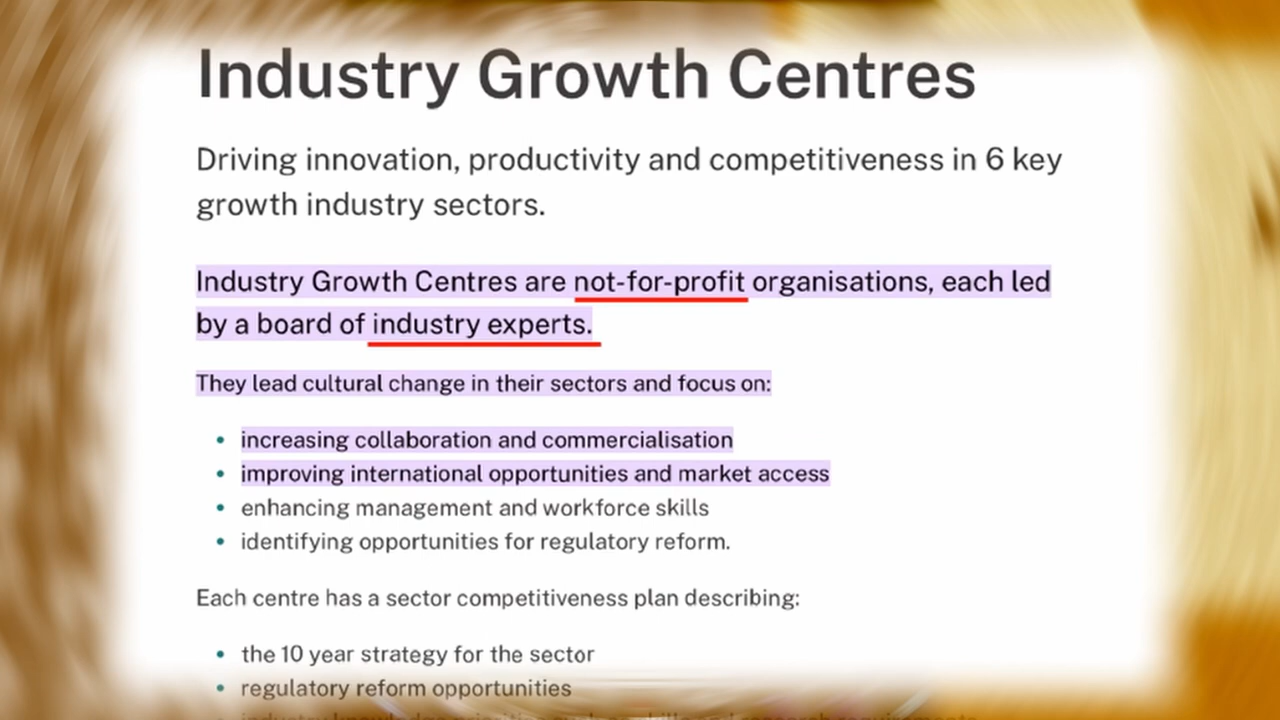 Industry Growth Centres
Driving innovation, productivity and competitiveness in 6 key
growth industry sectors.
Industry Growth Centres are not-for-profit organisations, each led
by a board of industry experts.
They lead cultural change in their sectors and focus on:
• increasing collaboration and commercialisation
• improving international opportunities and market access
• enhancing management and workforce skills
• identifying opportunities for regulatory reform.
Each centre has a sector competitiveness plan describing:
• the 10 year strategy for the sector
• regulatory reform opportunities